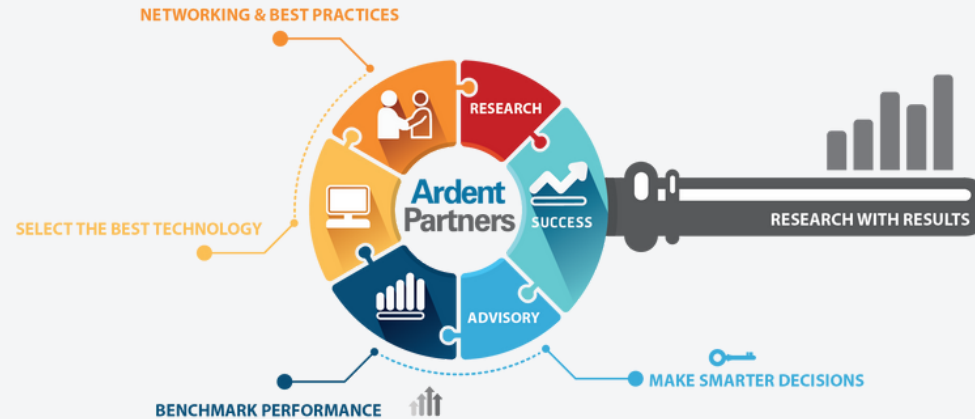 NETWORKING & BEST PRACTICES
RESEARCH
Ardent
Partners
SUCCESS
RESEARCH WITH RESULTS
SELECT THE BEST TECHNOLOGY
ADVISORY
MAKE SMARTER DECISIONS
BENCHMARK PERFORMANCE